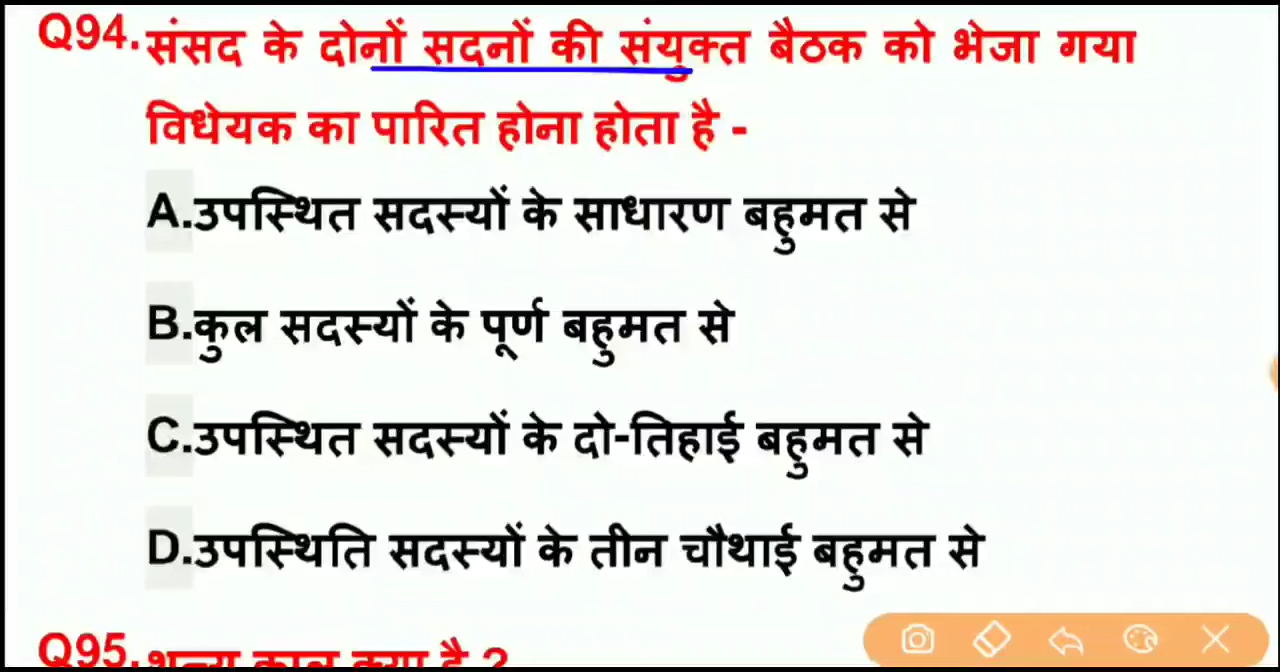 Q94. संसद के दोनों सदनों की संयुक्त बैठक को भेजा गया
विधेयक का पारित होना होता है -
A.उपस्थित सदस्यों के साधारण बहुमत से
B.कुल सदस्यों के पूर्ण बहुमत से
C.उपस्थित सदस्यों के दो-तिहाई बहुमत से
D.उपस्थिति सदस्यों के तीन चौथाई बहुमत से
Q95. शून्य काल क्या है ?